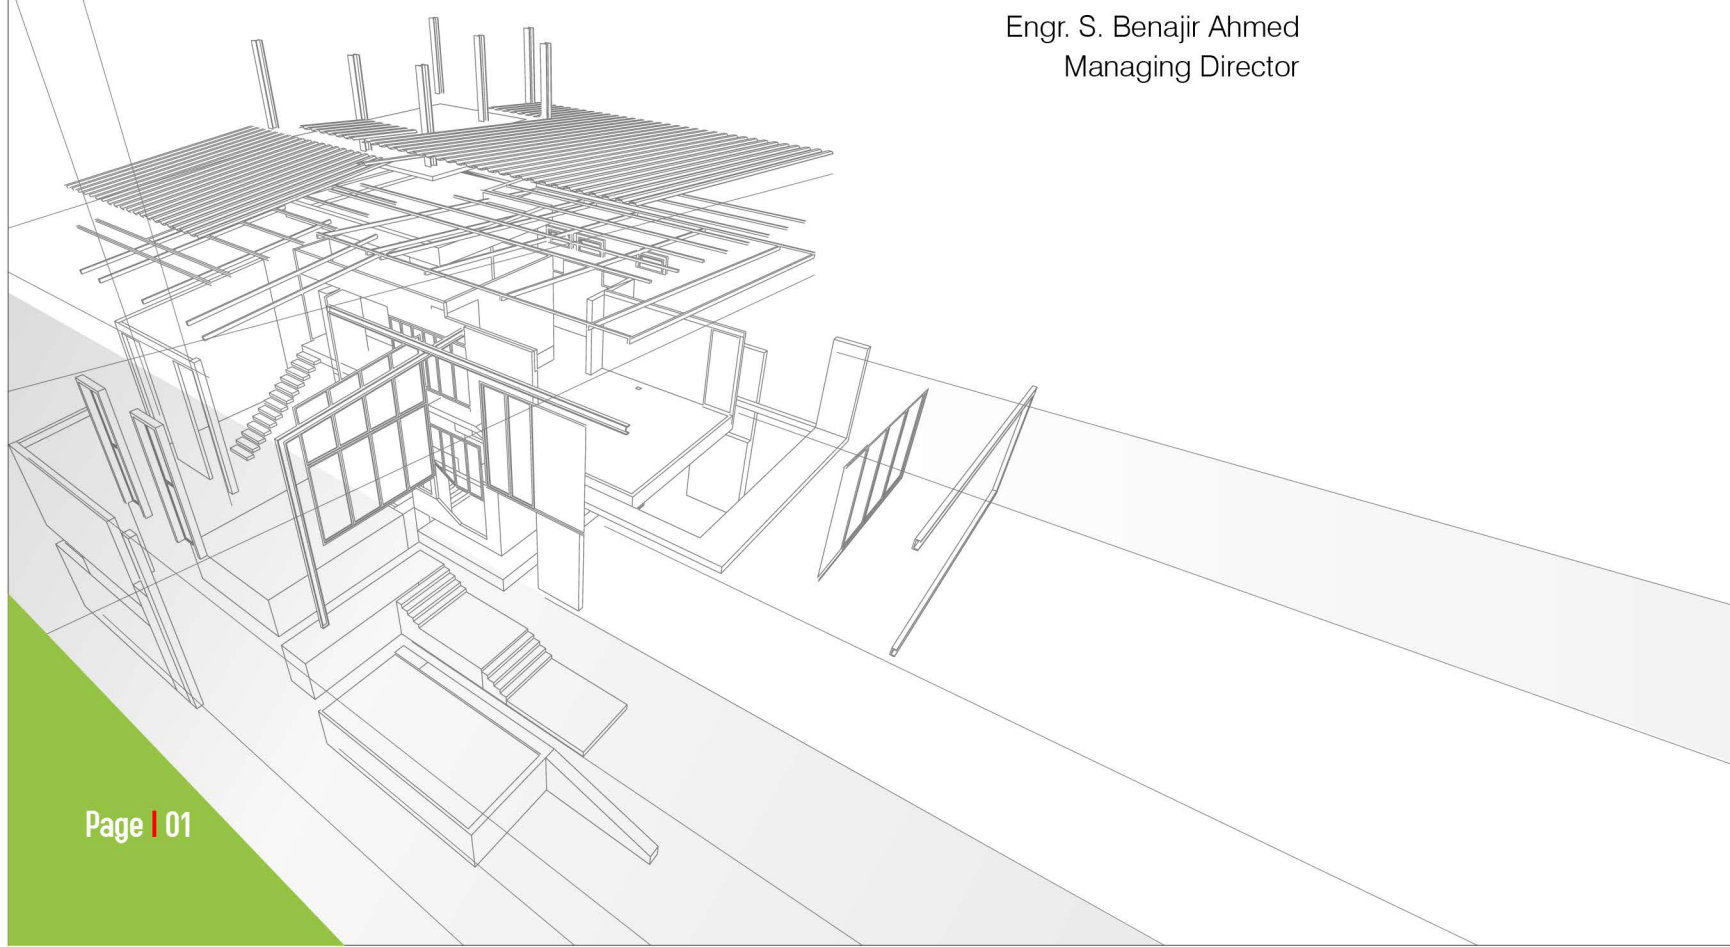 Engr. S. Benajir Ahmed
Managing Director
Page | 01